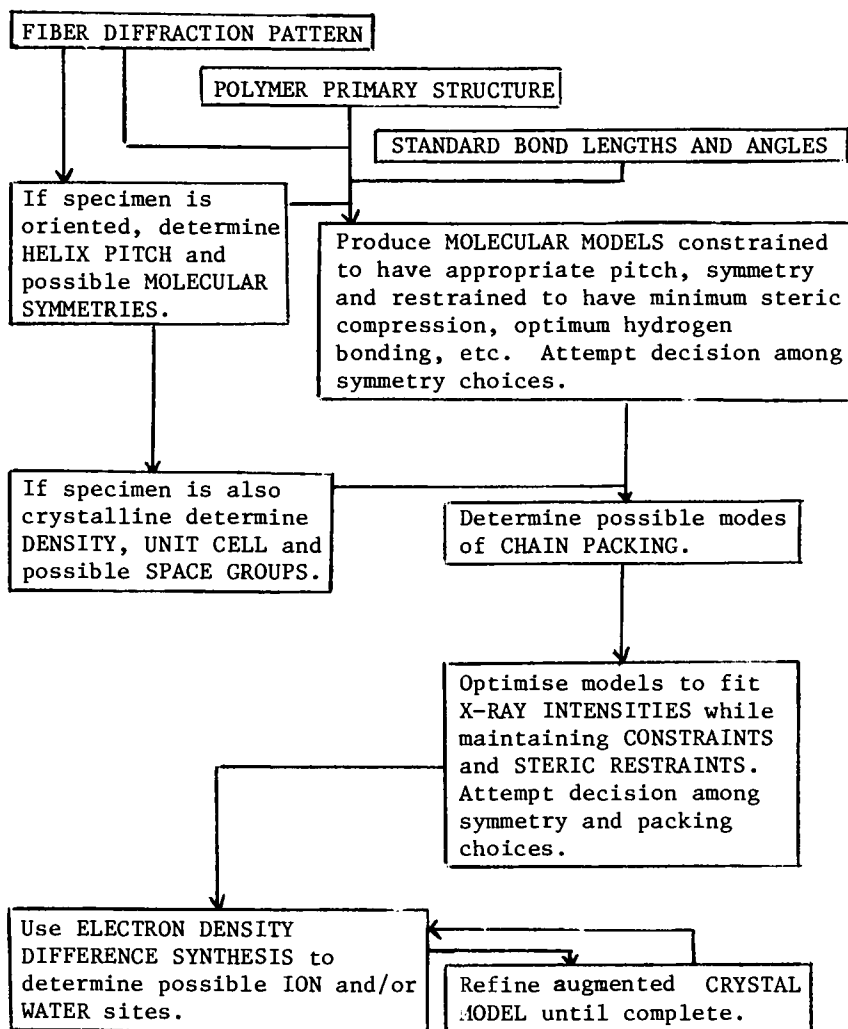 FIBER DIFFRACTION PATTERN
POLYMER PRIMARY STRUCTURE
STANDARD BOND LENGTHS AND ANGLES
If specimen is
oriented, determine
HELIX PITCH and
possible MOLECULAR
SYMMETRIES.
Produce MOLECULAR MODELS constrained
to have appropriate pitch, symmetry
and restrained to have minimum steric
compression, optimum hydrogen
bonding, etc. Attempt decision among
symmetry choices.
If specimen is also
crystalline determine
DENSITY, UNIT CELL and
possible SPACE GROUPS.
Determine possible modes
of CHAIN PACKING.
Optimise models to fit
X-RAY INTENSITIES while
maintaining CONSTRAINTS
and STERIC RESTRAINTS.
Attempt decision among
symmetry and packing
choices.
Use ELECTRON DENSITY
DIFFERENCE SYNTHESIS to
determine possible ION and/or
WATER sites.
Refine augmented CRYSTAL
MODEL until complete.